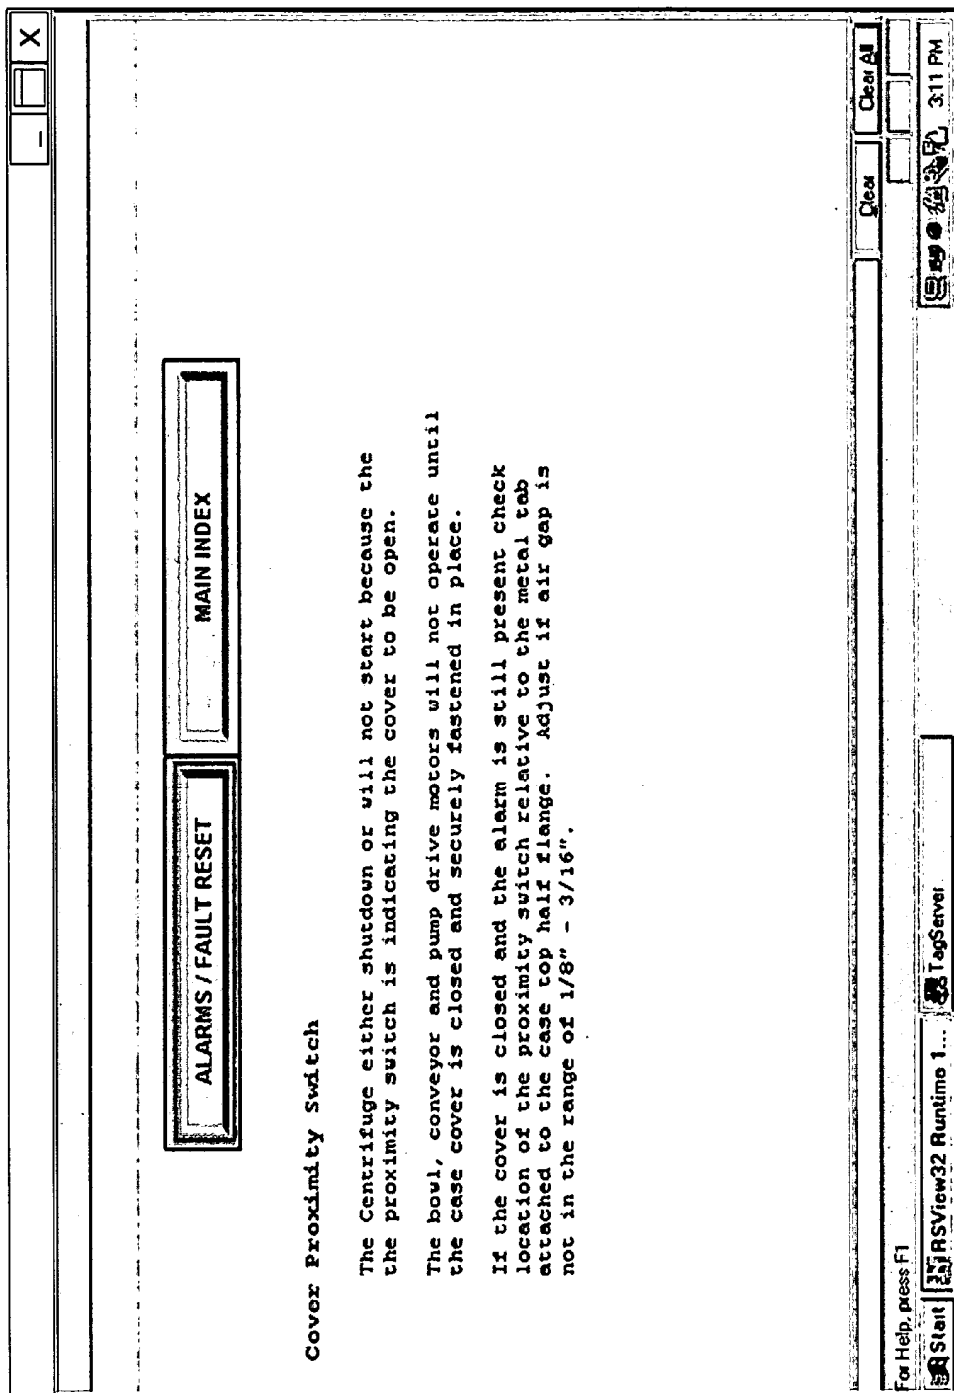 X
ALARMS / FAULT RESET
MAIN INDEX
Cover Proximity Switch
The Centrifuge either shutdown or will not start because the
the proximity switch is indicating the cover to be open.
The bowl, conveyor and pump drive motors will not operate until
the case cover is closed and securely fastened in place.
If the cover is closed and the alarm is still present check
location of the proximity switch relative to the metal tab
attached to the case top half flange. Adjust if air gap is
not in the range of 1/8" - 3/16".
Clear
Clear All
For Help, press F1
Start
RSView32 Runtime 1...
TagServer
3:11 PM